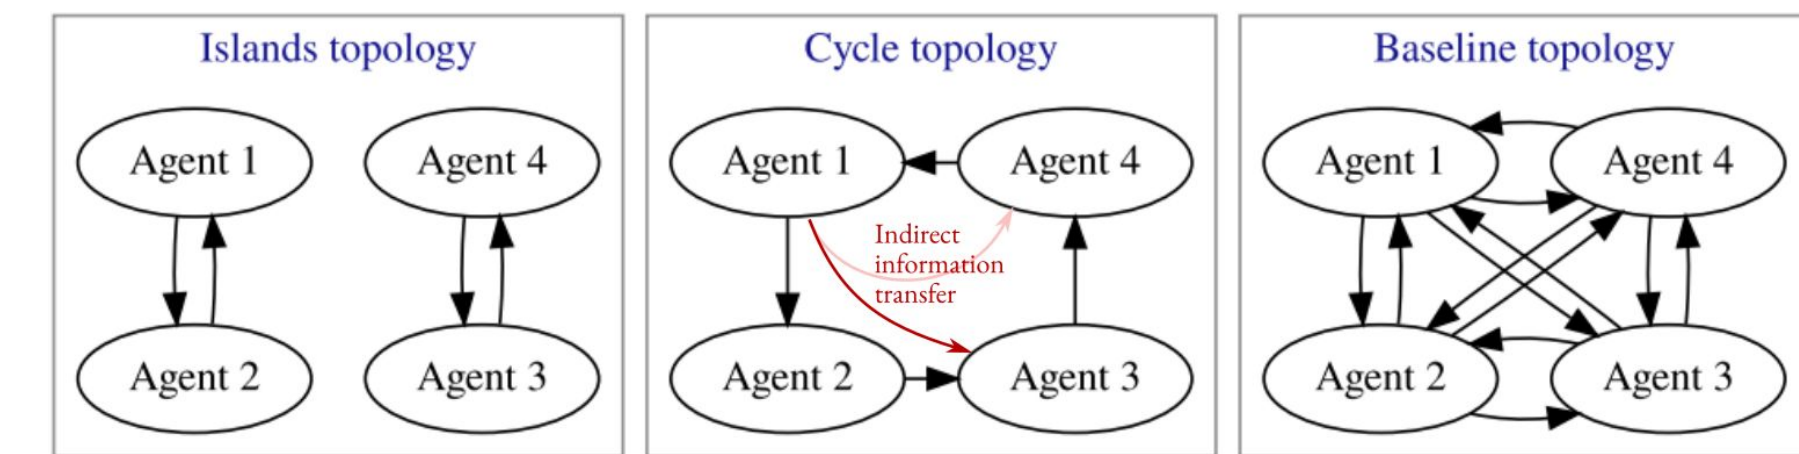 Islands topology
Agent 1
Agent 4
Agent 2
Agent 3
Cycle topology
Agent 1
Agent 4
Indirect
information
transfer
Agent 2
Agent 3
Baseline topology
Agent 1
Agent 4
Agent 2
Agent 3